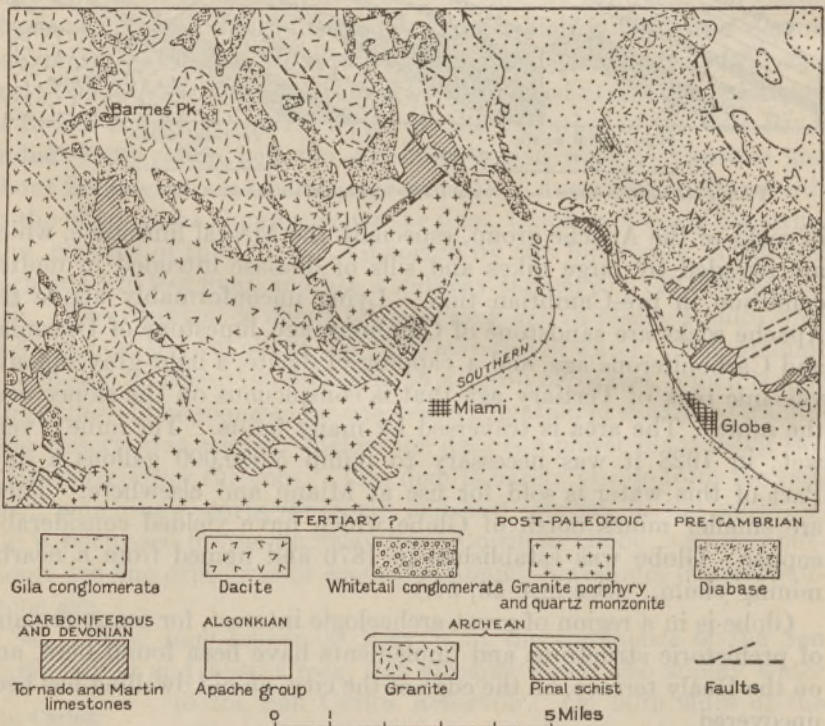 Barnes Pk.
Pinal
Cr.
PACIFIC
SOUTHERN
Miami
Globe
TERTIARY ?
POST-PALEOZOIC
PRE-CAMBRIAN
Gila conglomerate
Dacite
Whitetail conglomerate
Granite porphyry
and quartz monzonite
Diabase
CARBONIFEROUS
AND DEVONIAN
ALGONKIAN
ARCHEAN
Tornado and Martin
limestones
Apache group
Granite
Pinal schist
Faults
0 1 5 Miles